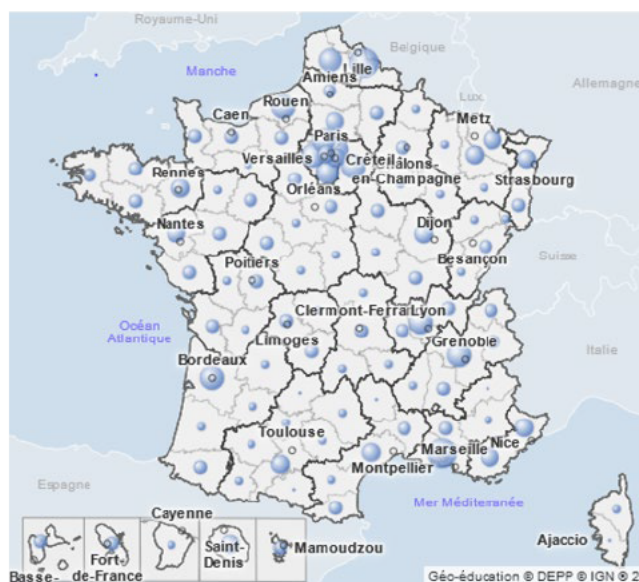 Royaume-Uni
Belgique
Manche
Lille
Amiens
Allemagne
Rouen
Lux.
Caen
Metz
Paris
Versailles
Créteil
Châlons-
en-Champagne
Rennes
Strasbourg
Orléans
Nantes
Dijon
Besançon
Poitiers
Suisse
Clermont-Ferra
Lyon
Océan
Atlantique
Limoges
Grenoble
Italie
Bordeaux
Toulouse
Nice
Marseille
Montpellier
Espagne
Mer Méditerranée
Cayenne
Saint-
Denis
Mamoudzou
Ajaccio
Basse-
Fort-
de-France
Géo-éducation © DEPP © IGN ® 2